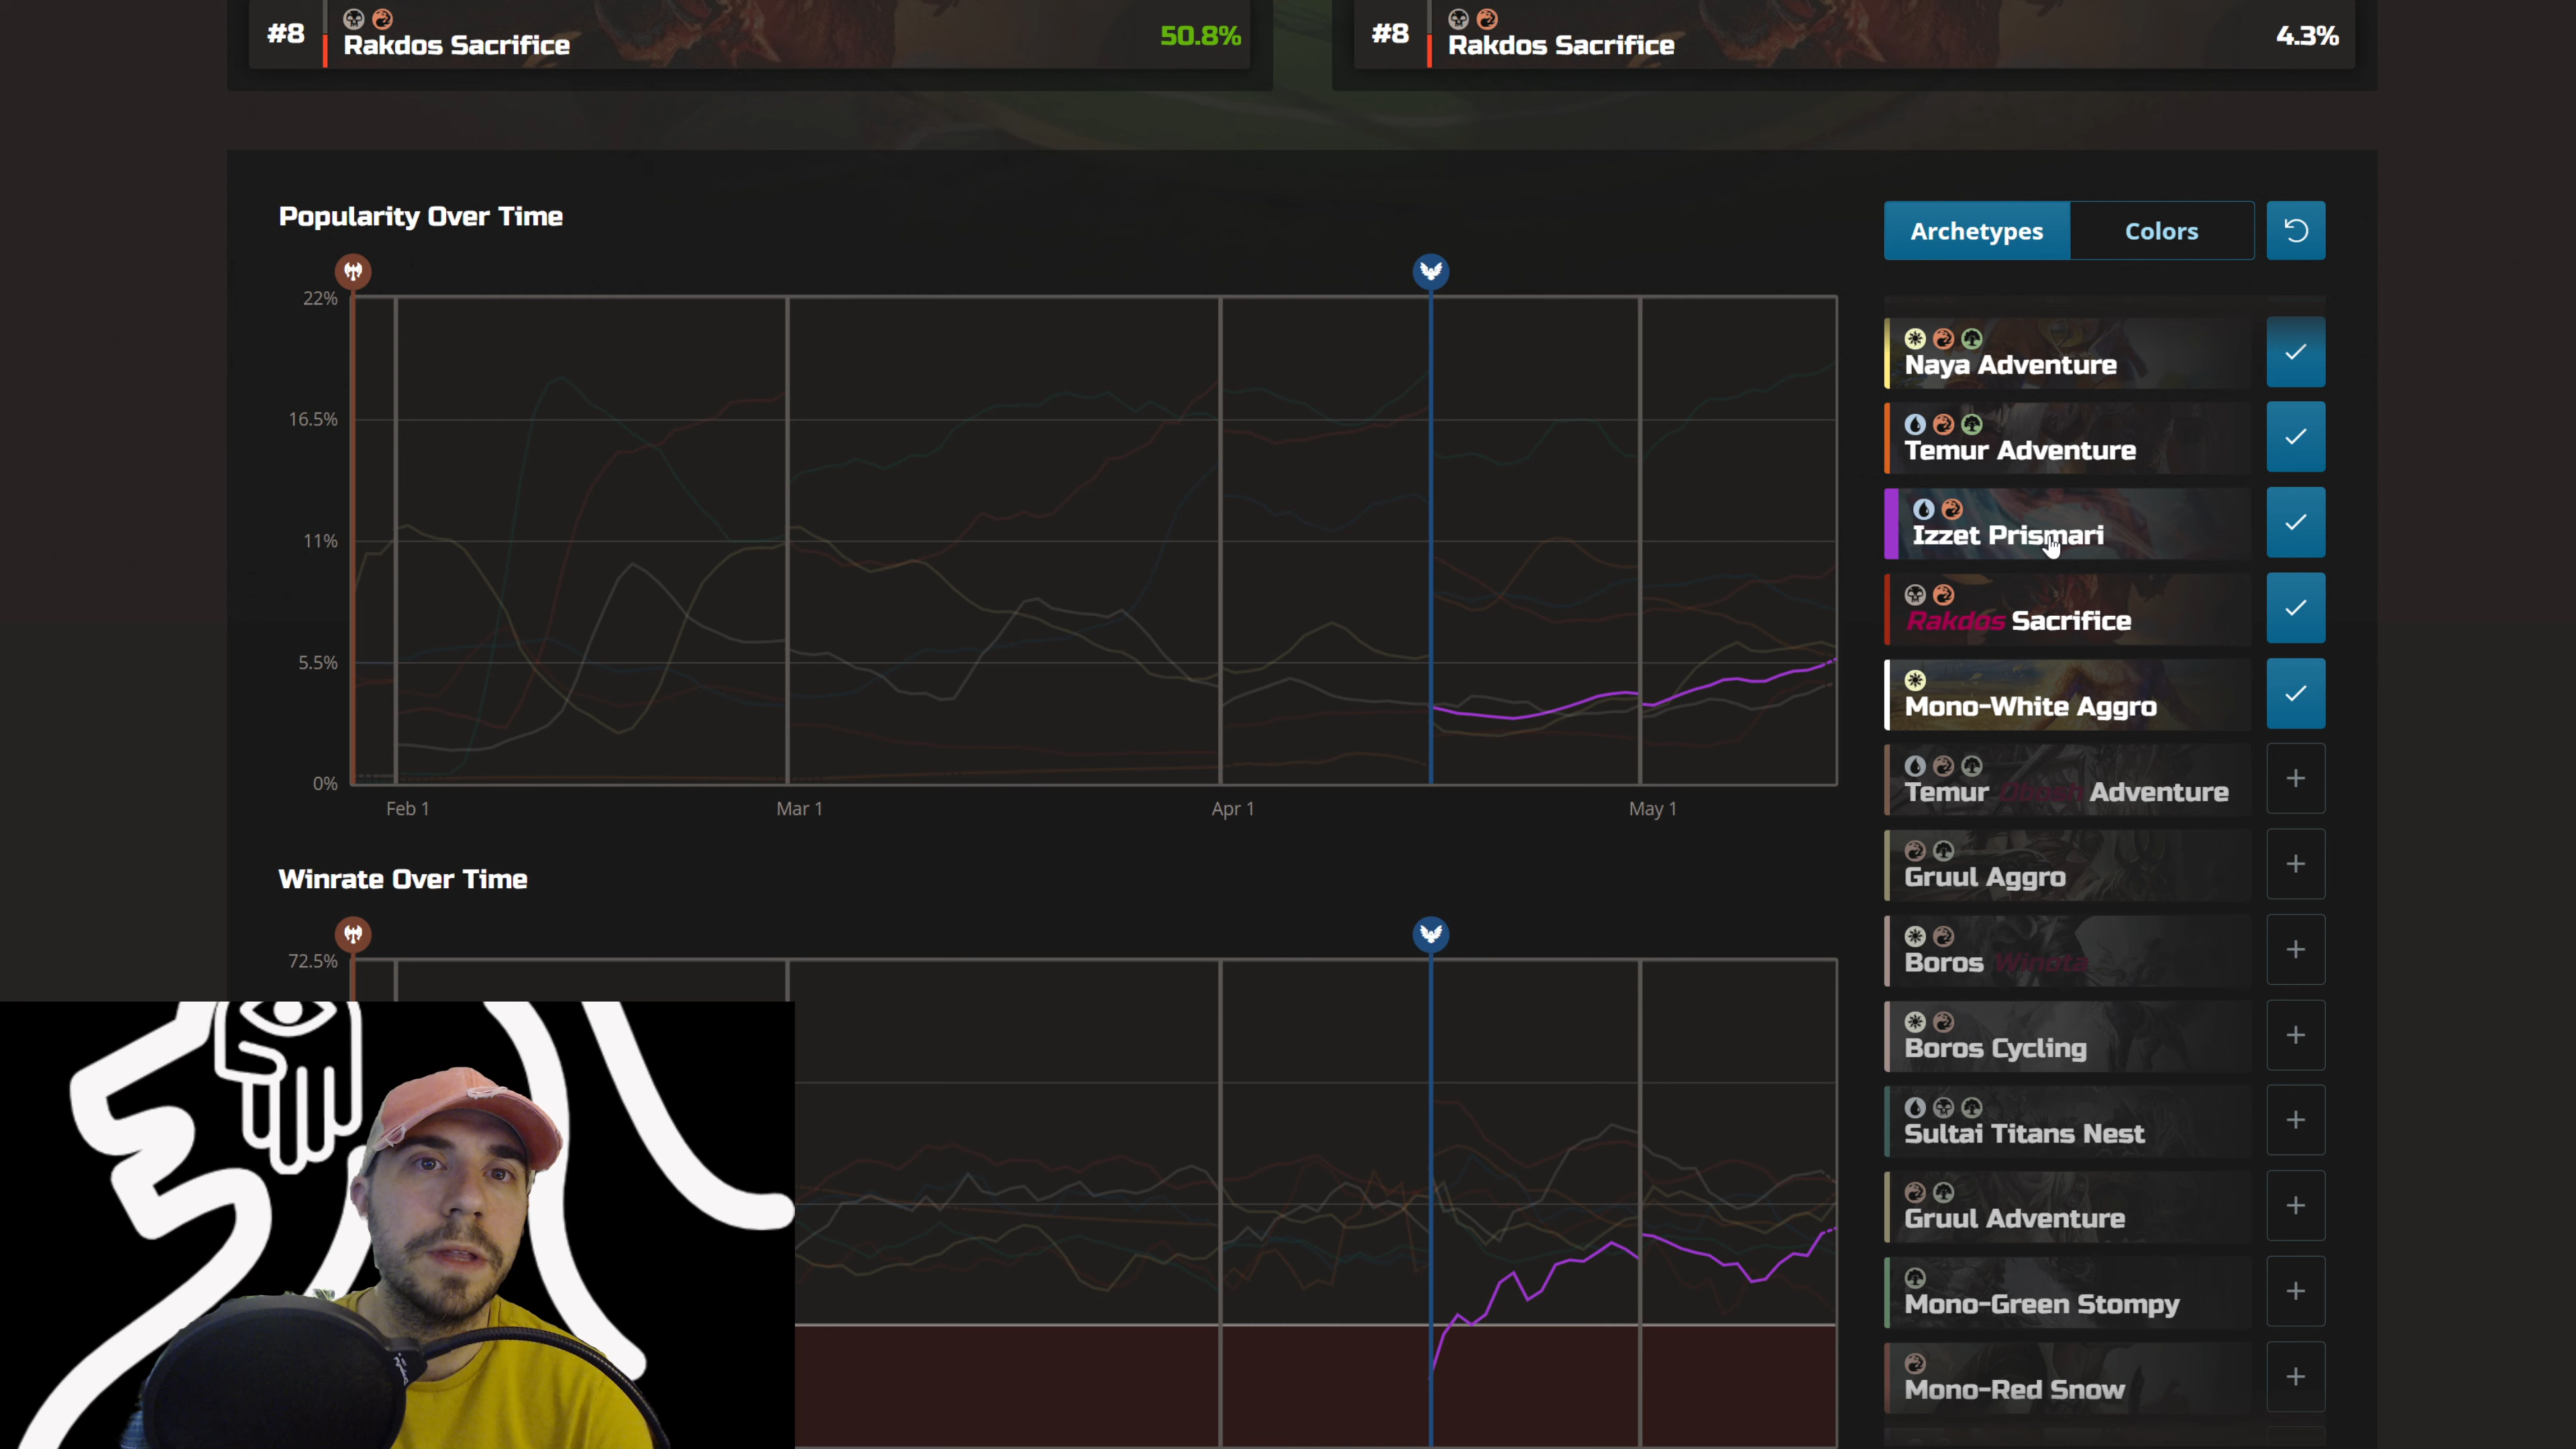 #8 Rakdos Sacrifice 50.8%
#8 Rakdos Sacrifice 4.3%
Popularity Over Time
Archetypes Colors
22%
16.5%
11%
5.5%
0%
Feb 1 Mar 1 Apr 1 May 1
Naya Adventure
Temur Adventure
Izzet Prismari
Rakdos Sacrifice
Mono-White Aggro
Temur Obosh Adventure
Gruul Aggro
Boros Winota
Boros Cycling
Sultai Titans Nest
Gruul Adventure
Mono-Green Stompy
Mono-Red Snow
Winrate Over Time
72.5%